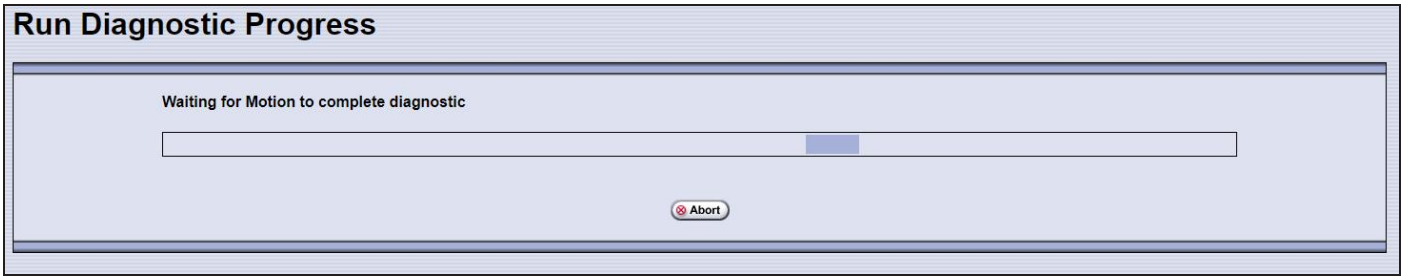 Run Diagnostic Progress
Waiting for Motion to complete diagnostic
Abort